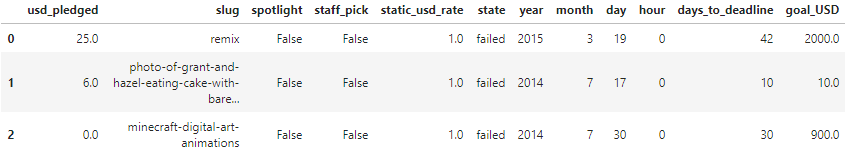 usd_pledged slug spotlight staff_pick static_usd_rate state year month day hour days_to_deadline goal_USD
0 25.0 remix False False 1.0 failed 2015 3 19 0 42 2000.0
photo-of-grant-and-
1 6.0 hazel-eating-cake-with- False False 1.0 failed 2014 7 17 0 10 10.0
bare...
2 0.0 minecraft-digital-art- False False 1.0 failed 2014 7 30 0 30 900.0
animations